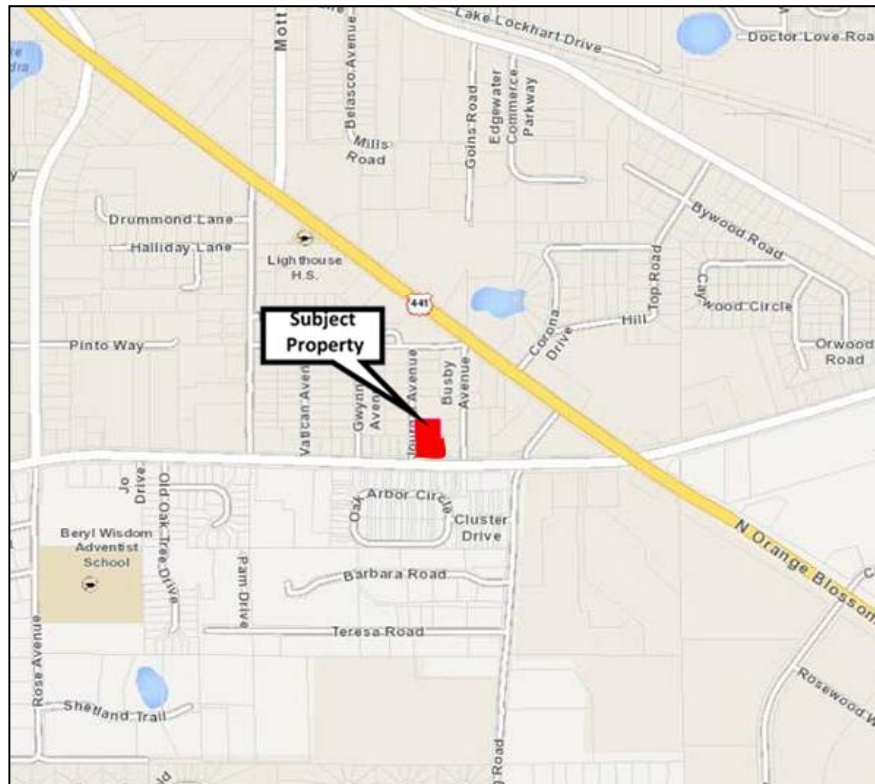 Lake Lockhart Drive
Doctor Love Roa
Mott
Belasco Avenue
Mills
Road
Goins Road
Edgewater
Commerce
Parkway
Bywood Road
Drummond Lane
Halliday Lane
Lighthouse
H.S.
441
Top Road
Caywood Circle
Corona
Drive
Hill
Orwood
Road
Subject
Property
Pinto Way
Vatican Aven
Gwynn
Aven
Avenue
Busby
Avenue
Jo
Drive
Old Oak Tree Drive
Oak
Arbor Circle
Cluster
Drive
Beryl Wisdom
Adventist
School
Pam Drive
Barbara Road
Teresa Road
N Orange Blossom
Rose Avenue
Shetland Trail
Rosewood W
Road